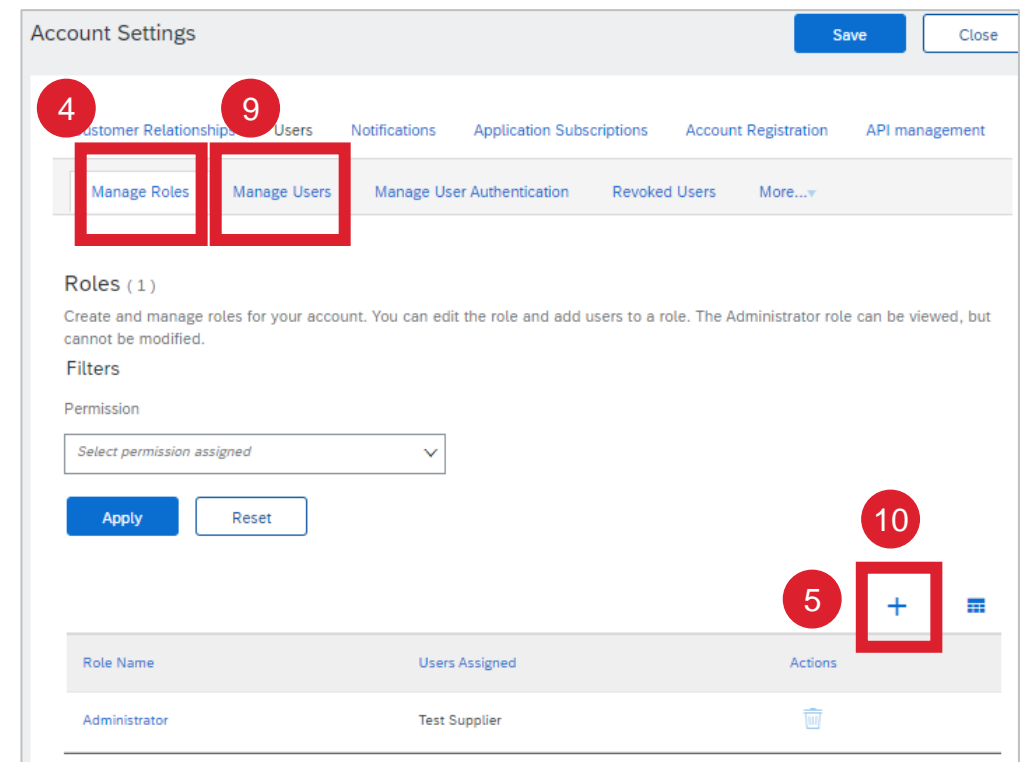 Account Settings
Save
Close
4
9
ustomer Relationships
Users
Notifications
Application Subscriptions
Account Registration
API management
Manage Roles
Manage Users
Manage User Authentication
Revoked Users
More...
Roles (1)
Create and manage roles for your account. You can edit the role and add users to a role. The Administrator role can be viewed, but
cannot be modified.
Filters
Permission
Select permission assigned
Apply
Reset
10
5
+
Role Name
Users Assigned
Actions
Administrator
Test Supplier